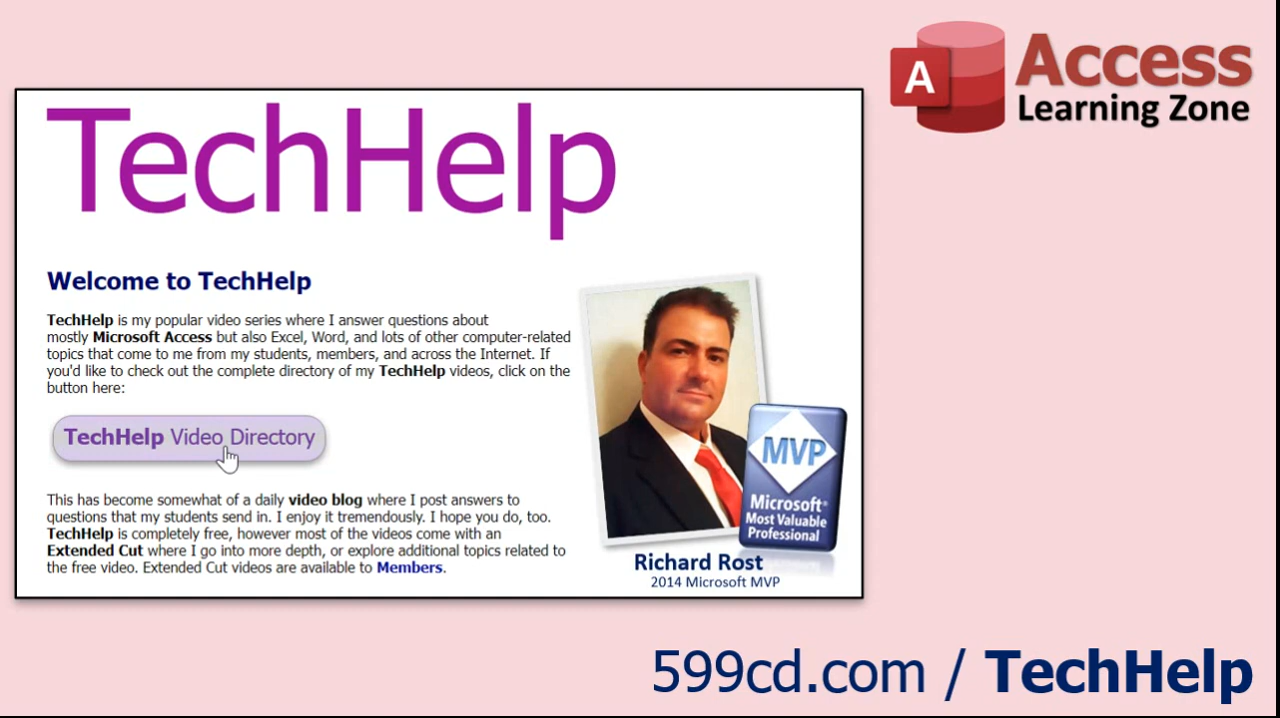 A
Access
Learning Zone
TechHelp
Welcome to TechHelp
TechHelp is my popular video series where I answer questions about
mostly Microsoft Access but also Excel, Word, and lots of other computer-related
topics that come to me from my students, members, and across the Internet. If
you'd like to check out the complete directory of my TechHelp videos, click on the
button here:
TechHelp Video Directory
This has become somewhat of a daily video blog where I post answers to
questions that my students send in. I enjoy it tremendously. I hope you do, too.
TechHelp is completely free, however most of the videos come with an
Extended Cut where I go into more depth, or explore additional topics related to
the free video. Extended Cut videos are available to Members.
MVP
Microsoft®
Most Valuable
Professional
Richard Rost
2014 Microsoft MVP
599cd.com / TechHelp